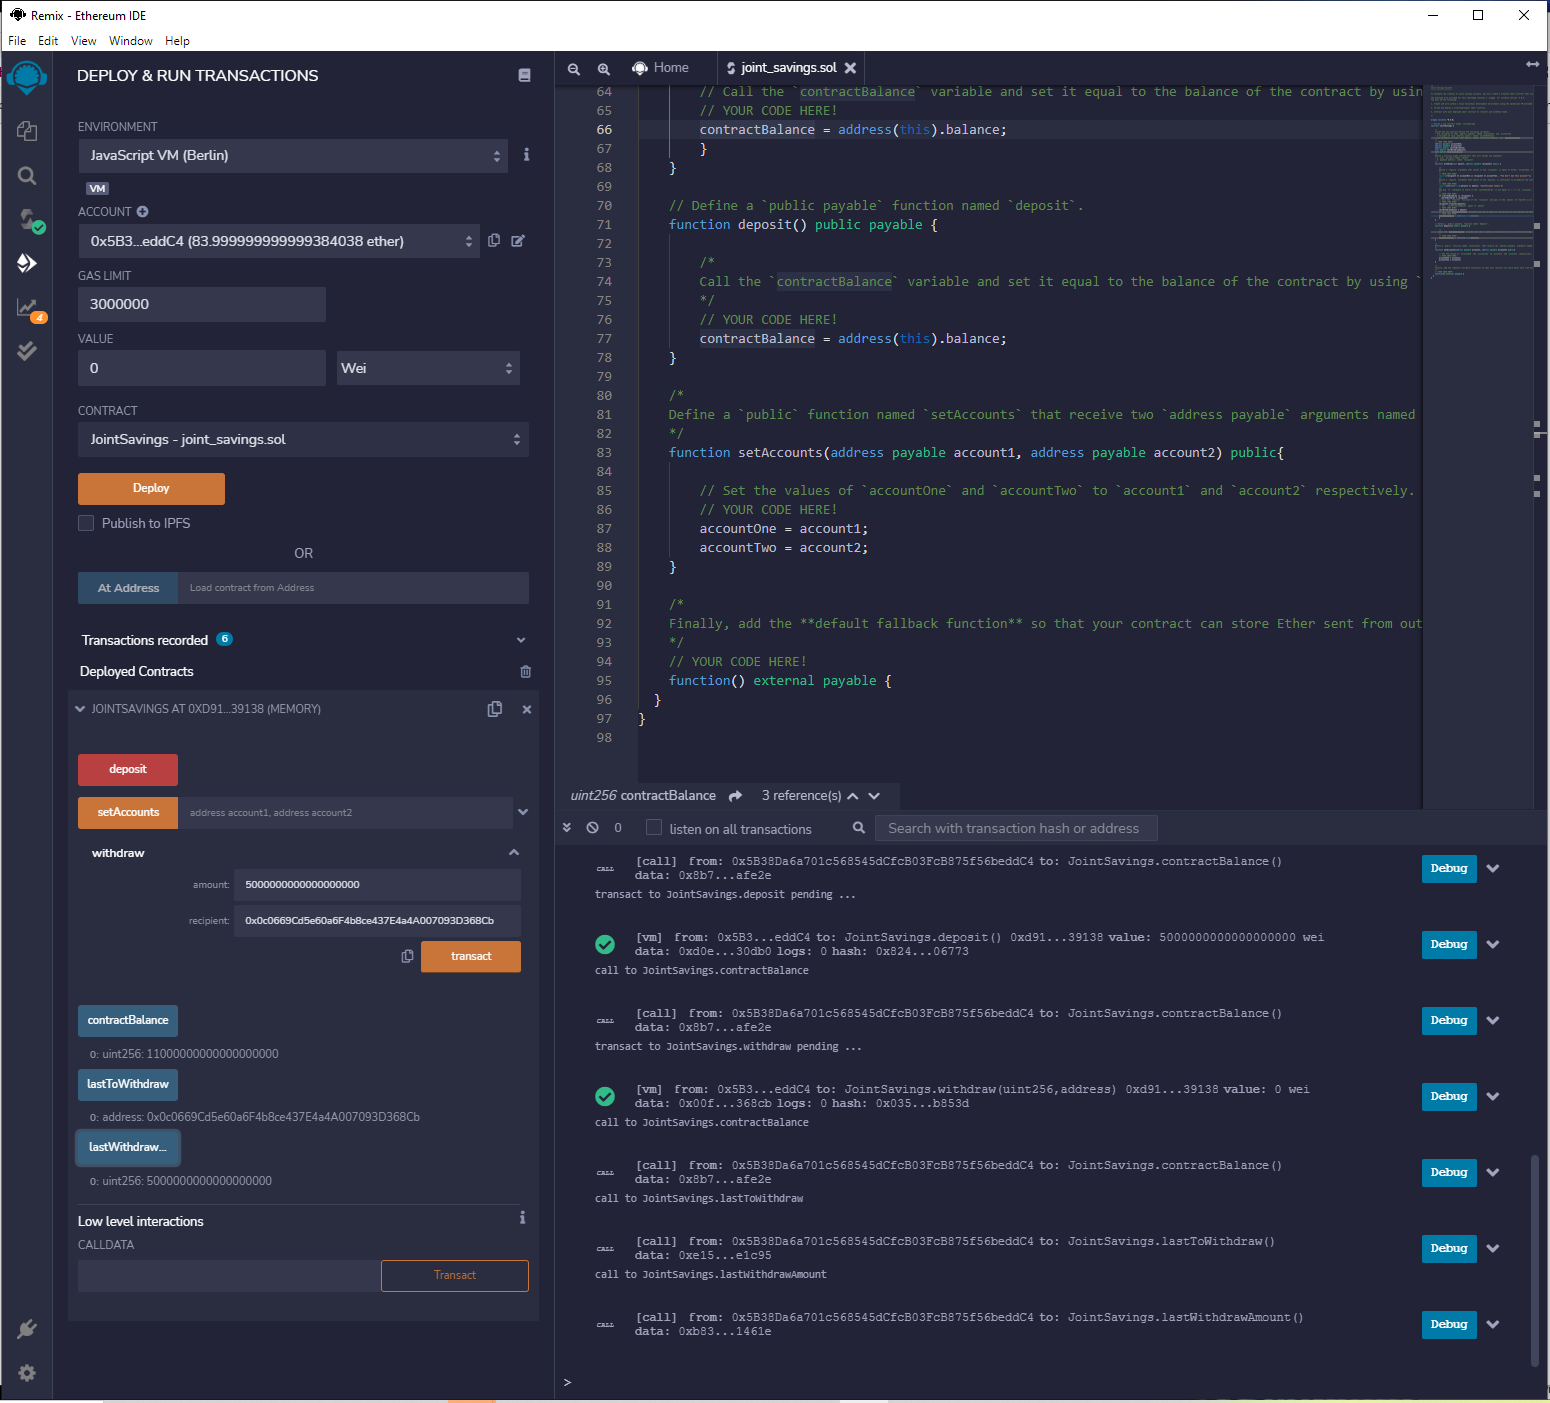 Remix - Ethereum IDE
File Edit View Window Help
DEPLOY & RUN TRANSACTIONS
ENVIRONMENT
JavaScript VM (Berlin)
VM
ACCOUNT
0x5B3...eddC4 (83.999999999999384038 ether)
GAS LIMIT
3000000
VALUE
0
Wei
CONTRACT
JointSavings - joint_savings.sol
Deploy
Publish to IPFS
OR
At Address Load contract from Address
Transactions recorded 6
Deployed Contracts
JOINTSAVINGS AT 0XD91...39138 (MEMORY)
deposit
setAccounts address account1, address account2
withdraw
amount: 5000000000000000000
recipient: 0x0c0669Cd5e60a6F4b8ce437E4a4A007093D368Cb
transact
contractBalance
0: uint256: 11000000000000000000
lastToWithdraw
0: address: 0x0c0669Cd5e60a6F4b8ce437E4a4A007093D368Cb
lastWithdraw...
0: uint256: 5000000000000000000
Low level interactions
CALLDATA
Transact
4
Home joint_savings.sol
64 // Call the `contractBalance` variable and set it equal to the balance of the contract by usin
65 // YOUR CODE HERE!
66 contractBalance = address(this).balance;
67 }
68 }
69
70 // Define a `public payable` function named `deposit`.
71 function deposit() public payable {
72
73 /*
74 Call the `contractBalance` variable and set it equal to the balance of the contract by using `
75 */
76 // YOUR CODE HERE!
77 contractBalance = address(this).balance;
78 }
79
80 /*
81 Define a `public` function named `setAccounts` that receive two `address payable` arguments named
82 */
83 function setAccounts(address payable account1, address payable account2) public{
84
85 // Set the values of `accountOne` and `accountTwo` to `account1` and `account2` respectively.
86 // YOUR CODE HERE!
87 accountOne = account1;
88 accountTwo = account2;
89 }
90
91 /*
92 Finally, add the **default fallback function** so that your contract can store Ether sent from out
93 */
94 // YOUR CODE HERE!
95 function() external payable {
96 }
97 }
98
uint256 contractBalance 3 reference(s)
0 listen on all transactions Search with transaction hash or address
CALL [call] from: 0x5B38Da6a701c568545dCfcB03FcB875f56beddC4 to: JointSavings.contractBalance() Debug
data: 0x8b7...afe2e
transact to JointSavings.deposit pending ...
[vm] from: 0x5B3...eddC4 to: JointSavings.deposit() 0xd91...39138 value: 5000000000000000000 wei Debug
data: 0xd0e...30db0 logs: 0 hash: 0x824...06773
call to JointSavings.contractBalance
CALL [call] from: 0x5B38Da6a701c568545dCfcB03FcB875f56beddC4 to: JointSavings.contractBalance() Debug
data: 0x8b7...afe2e
transact to JointSavings.withdraw pending ...
[vm] from: 0x5B3...eddC4 to: JointSavings.withdraw(uint256,address) 0xd91...39138 value: 0 wei Debug
data: 0x00f...368cb logs: 0 hash: 0x035...b853d
call to JointSavings.contractBalance
CALL [call] from: 0x5B38Da6a701c568545dCfcB03FcB875f56beddC4 to: JointSavings.contractBalance() Debug
data: 0x8b7...afe2e
call to JointSavings.lastToWithdraw
CALL [call] from: 0x5B38Da6a701c568545dCfcB03FcB875f56beddC4 to: JointSavings.lastToWithdraw() Debug
data: 0xe15...e1c95
call to JointSavings.lastWithdrawAmount
CALL [call] from: 0x5B38Da6a701c568545dCfcB03FcB875f56beddC4 to: JointSavings.lastWithdrawAmount() Debug
data: 0xb83...1461e
>